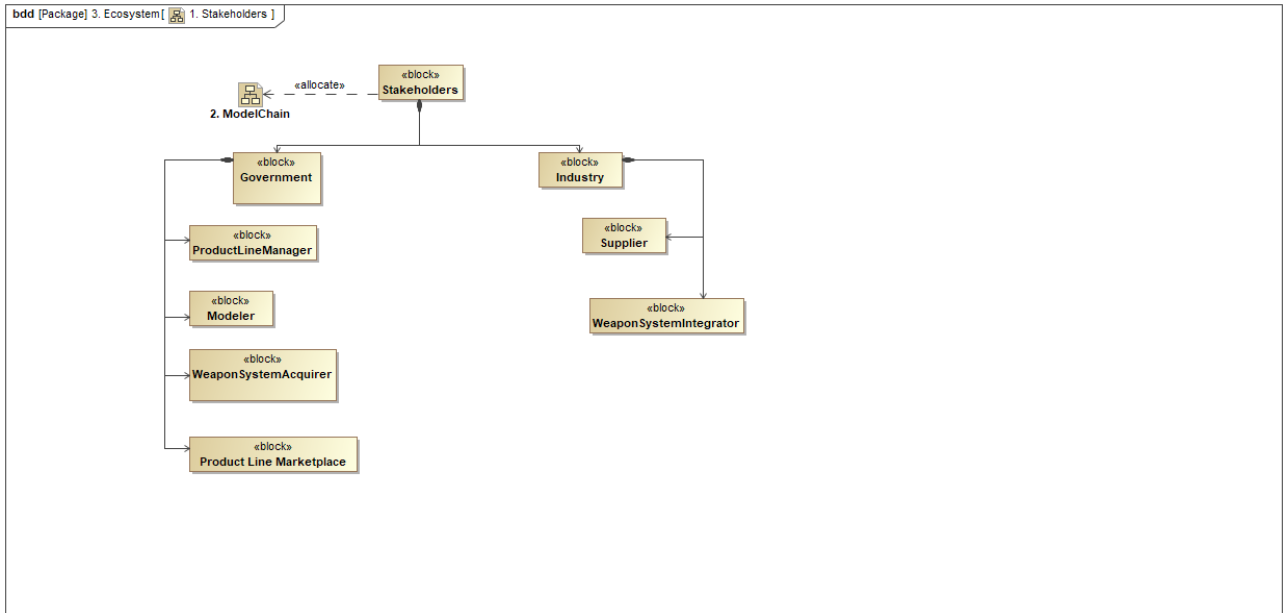 bdd [Package] 3. Ecosystem[ 1. Stakeholders ]
«block»
Stakeholders
«allocate»
2. ModelChain
«block»
Government
«block»
Industry
«block»
ProductLineManager
«block»
Supplier
«block»
Modeler
«block»
WeaponSystemIntegrator
«block»
WeaponSystemAcquirer
«block»
Product Line Marketplace